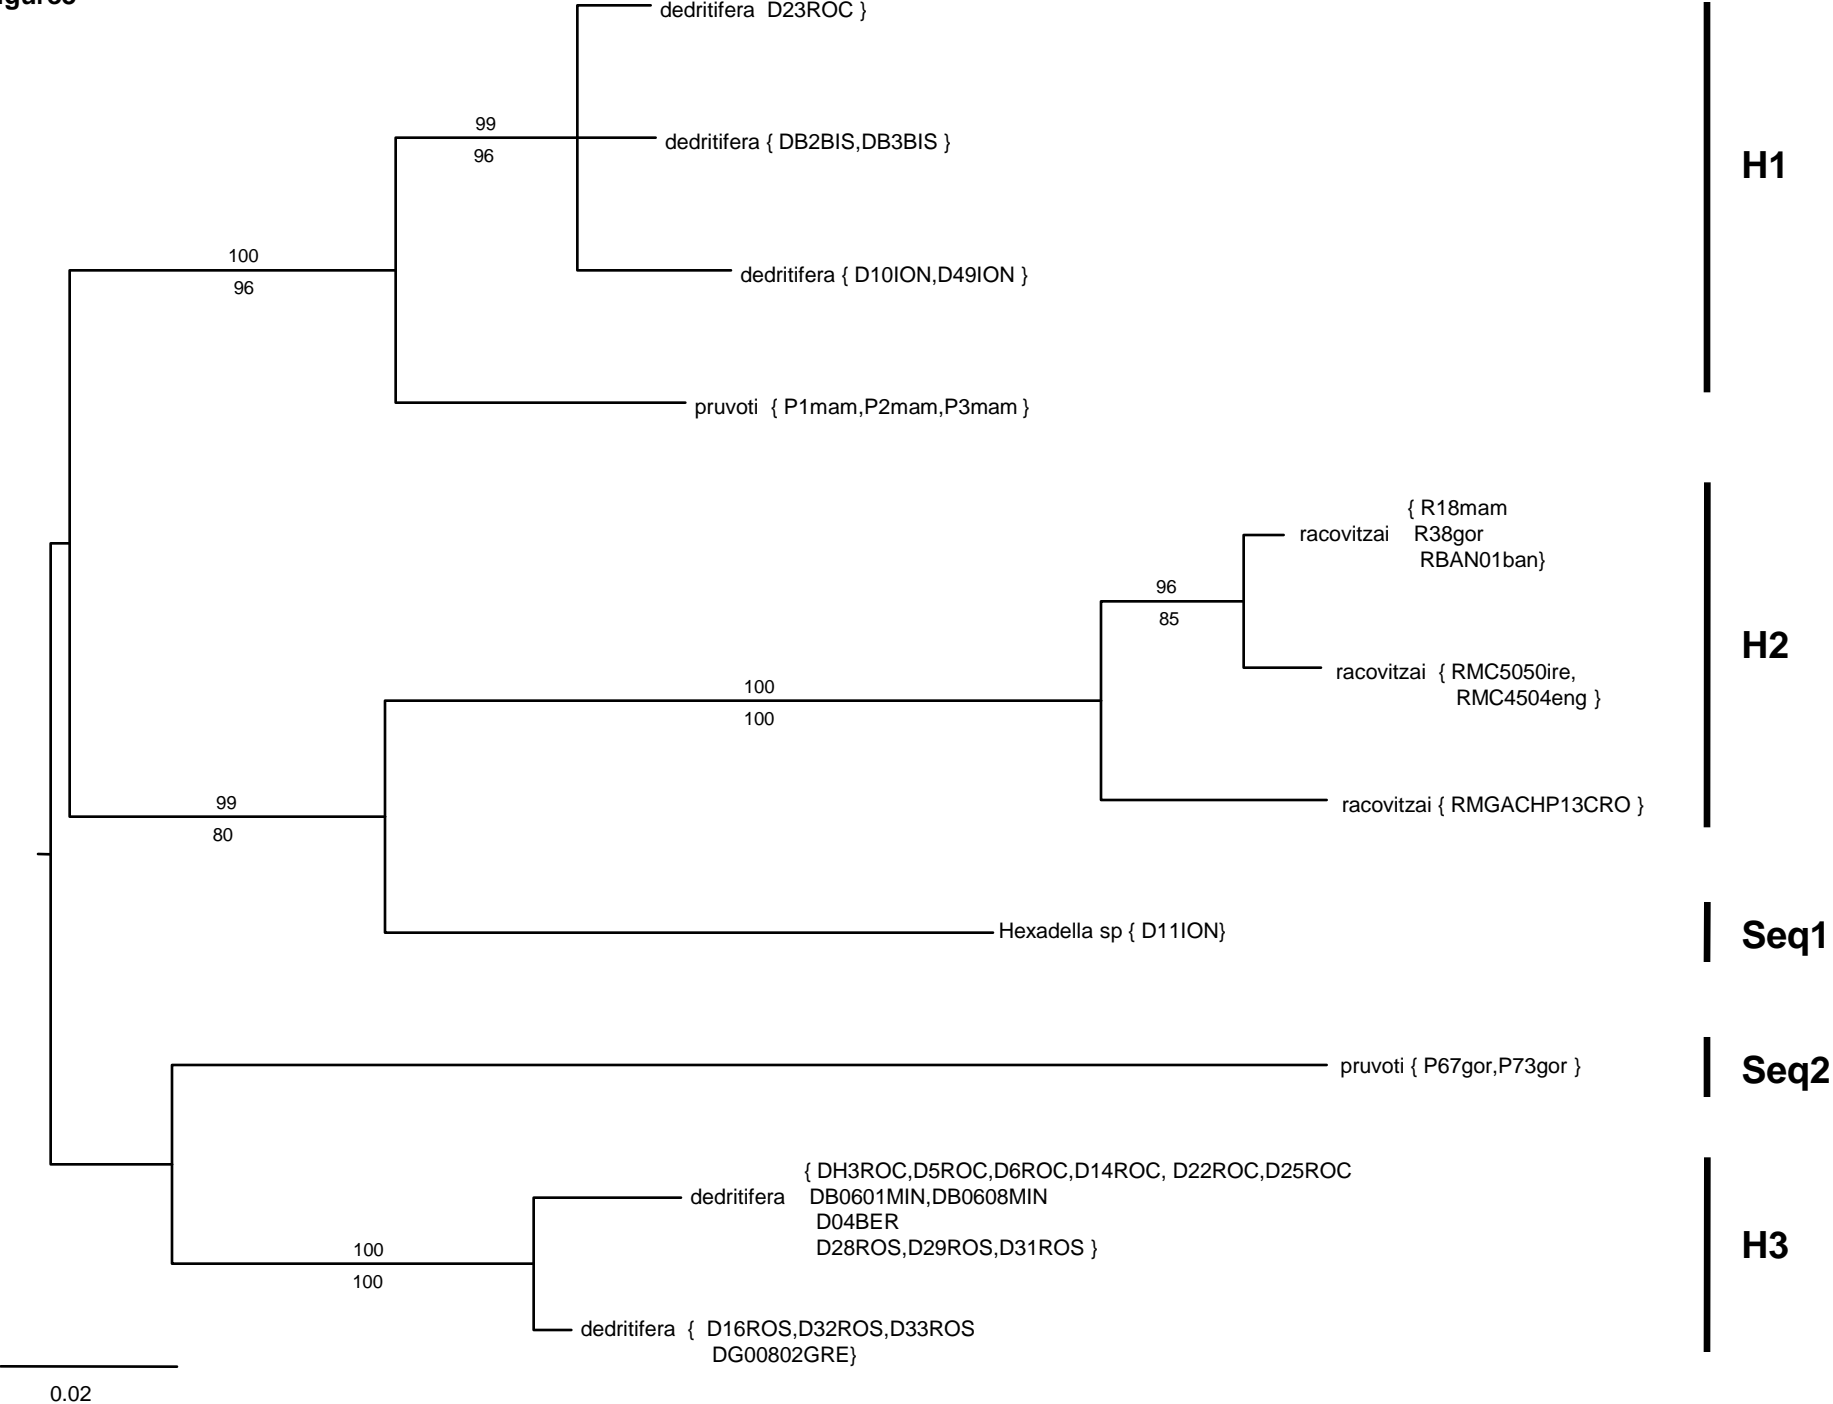 dedritifera D23ROC }
99
dedritifera { DB2BIS,DB3BIS }
96
H1
100
dedritifera { D10ION,D49ION }
96
pruvoti { P1mam,P2mam,P3mam }
{ R18mam
racovitzai R38gor
RBAN01ban}
96
85
H2
racovitzai { RMC5050ire,
RMC4504eng }
100
100
99
racovitzai { RMGACHP13CRO }
80
Hexadella sp { D11ION}
Seq1
pruvoti { P67gor,P73gor }
Seq2
{ DH3ROC,D5ROC,D6ROC,D14ROC, D22ROC,D25ROC
dedritifera DB0601MIN,DB0608MIN
D04BER
D28ROS,D29ROS,D31ROS }
H3
100
100
dedritifera { D16ROS,D32ROS,D33ROS
DG00802GRE}
0.02